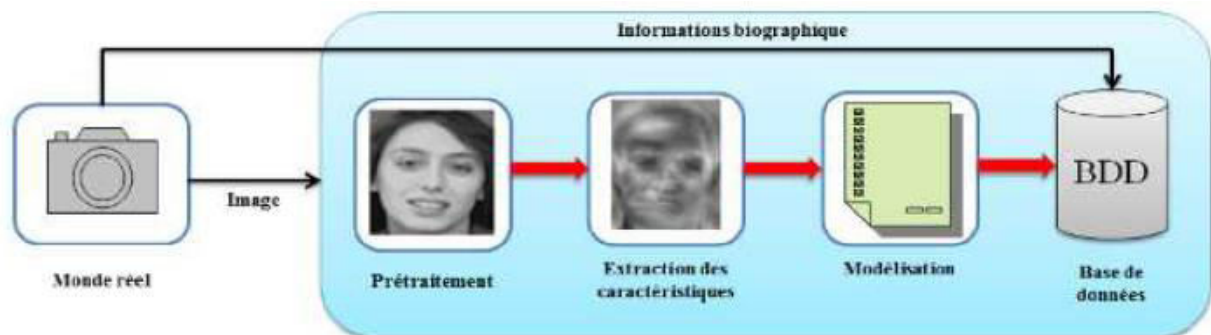 Informations biographique
Image
BDD
Monde réel
Prétraitement
Extraction des
caractéristiques
Modélisation
Base de
données